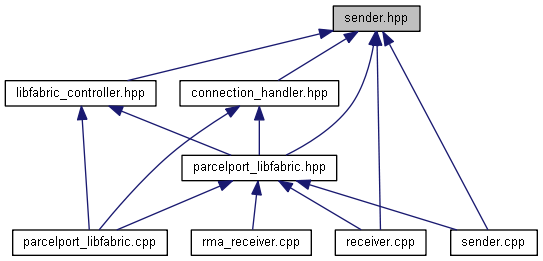 sender.hpp
libfabric_controller.hpp
connection_handler.hpp
parcelport_libfabric.hpp
parcelport_libfabric.cpp
rma_receiver.cpp
receiver.cpp
sender.cpp